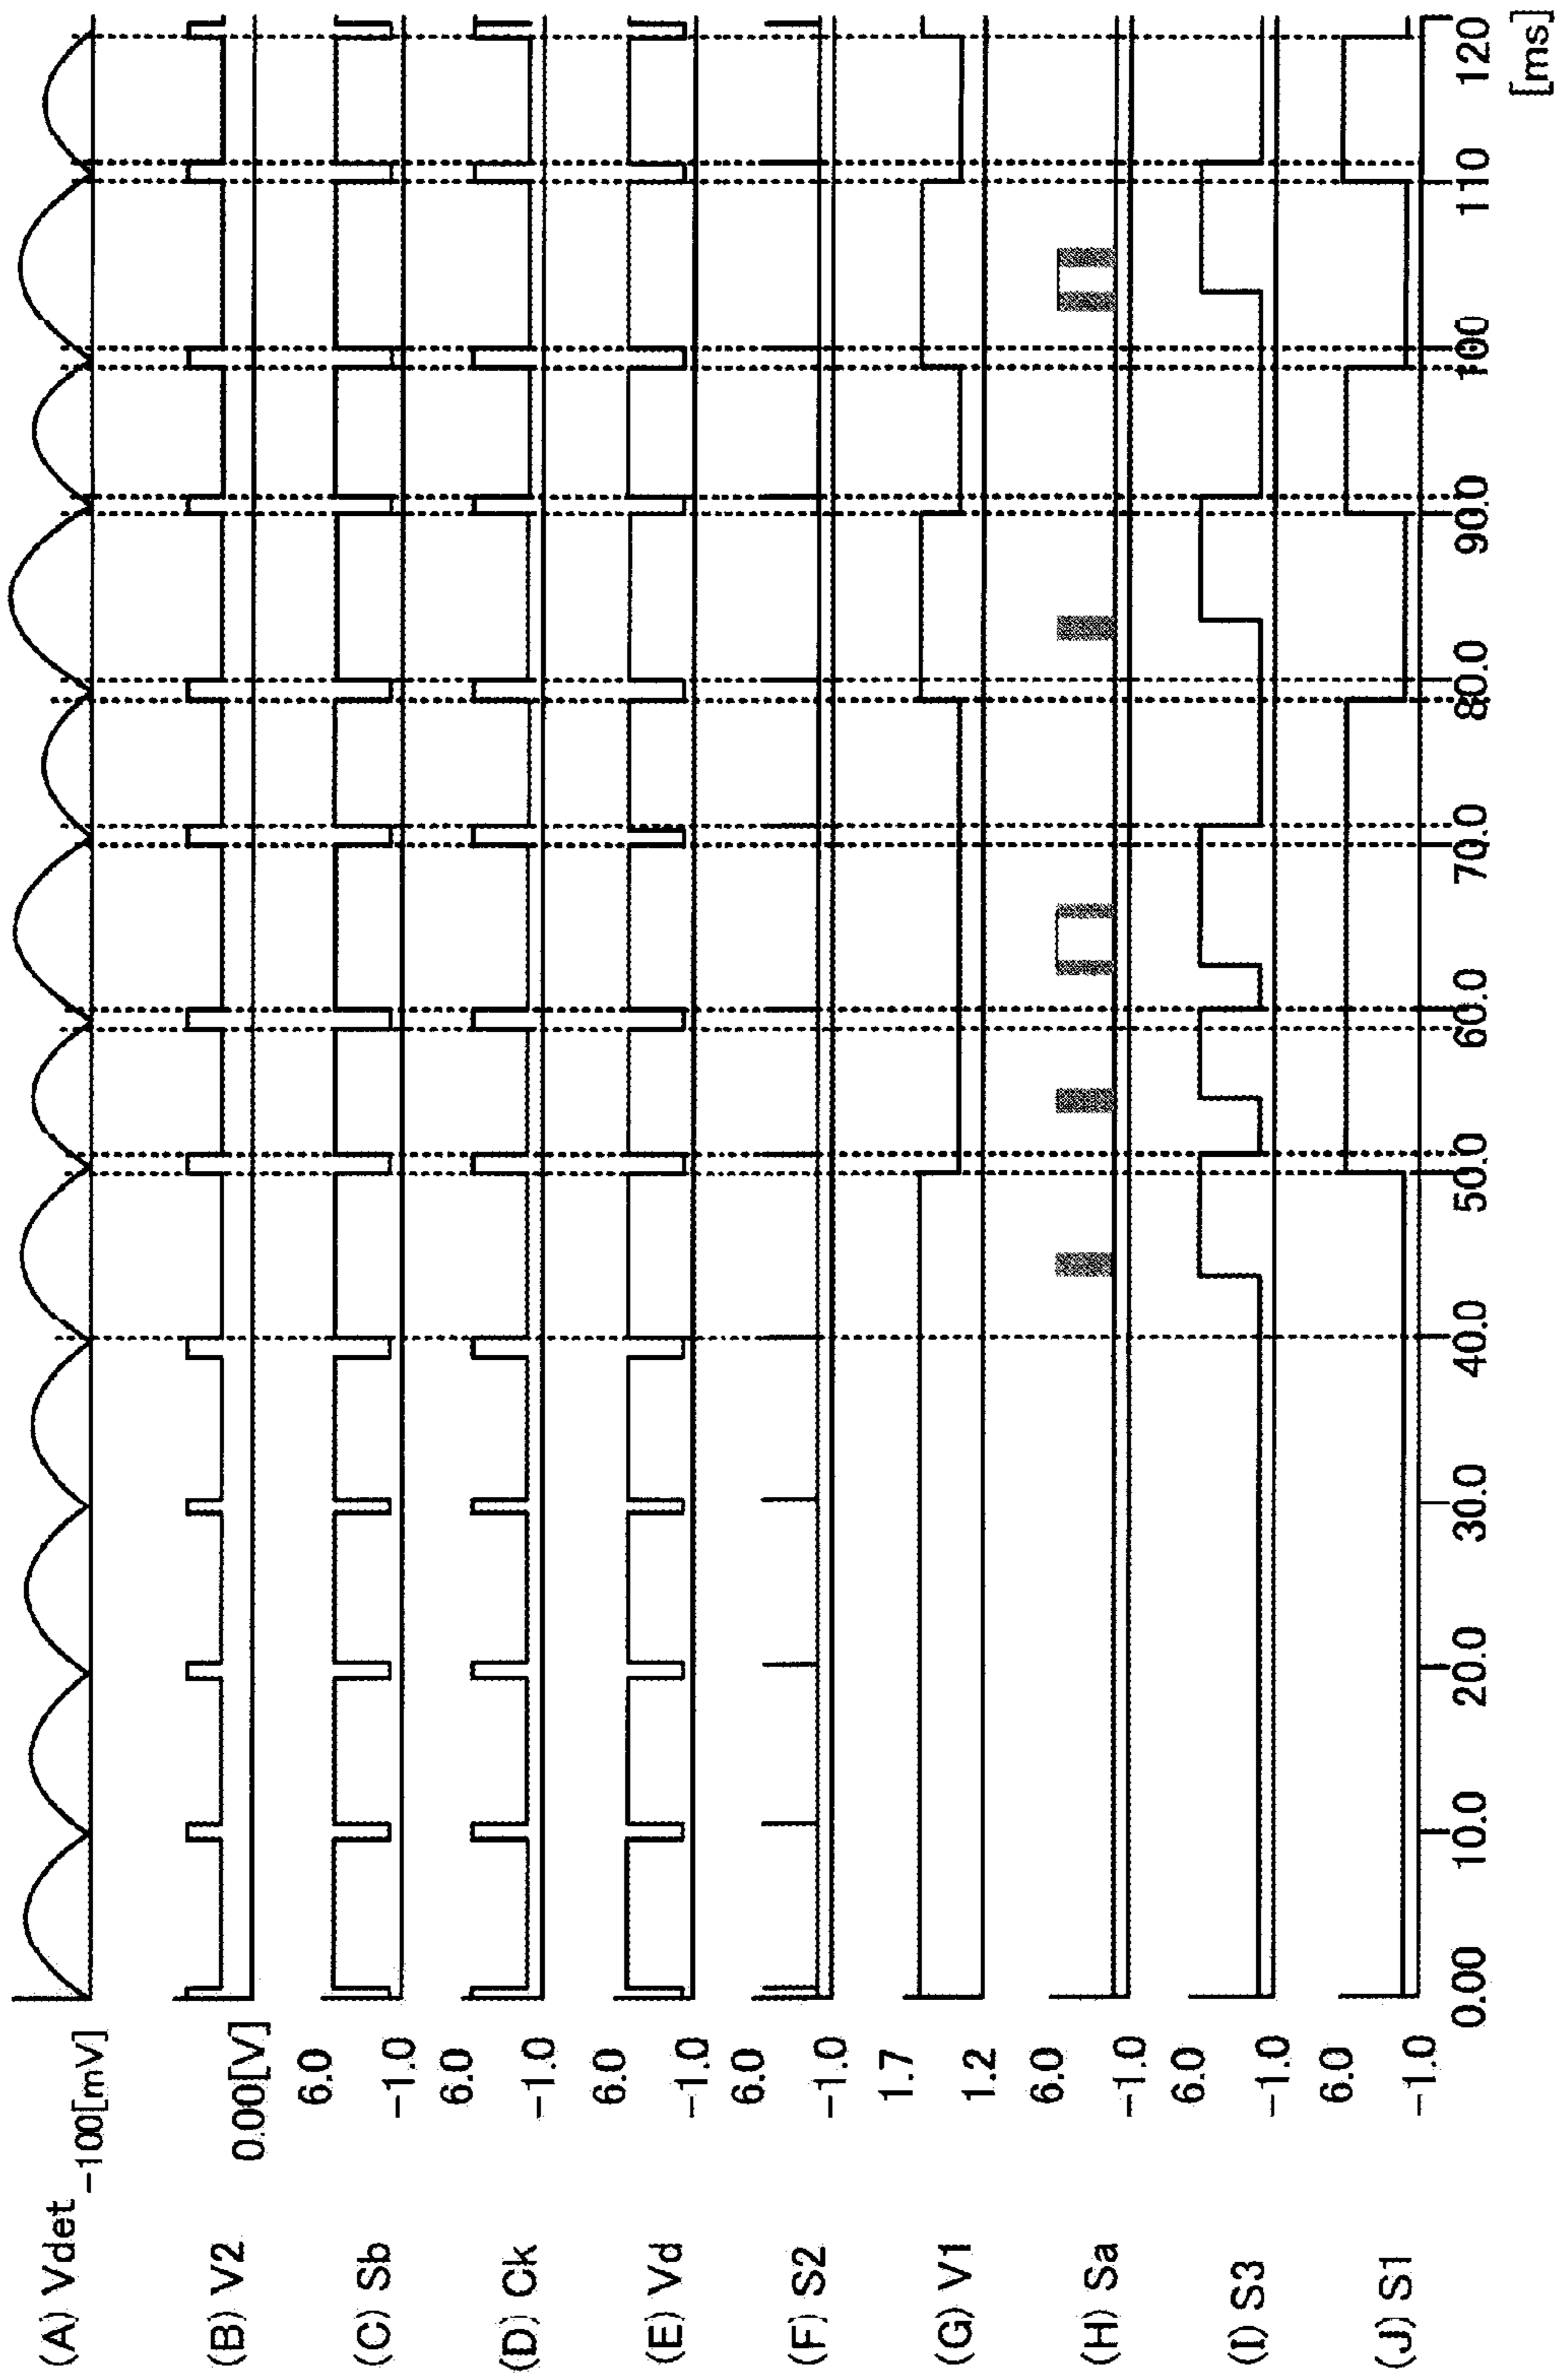 (A) Vdet
-100[mV]
(B) V2
0.00[V]
(C) Sb
6.0
-1.0
(D) Ck
6.0
-1.0
(E) Vd
6.0
-1.0
(F) S2
6.0
-1.0
(G) V1
1.7
1.2
(H) Sa
6.0
-1.0
(I) S3
6.0
-1.0
(J) S1
6.0
-1.0
0.00 10.0 20.0 30.0 40.0 50.0 60.0 70.0 80.0 90.0 100 110 120
[ms]